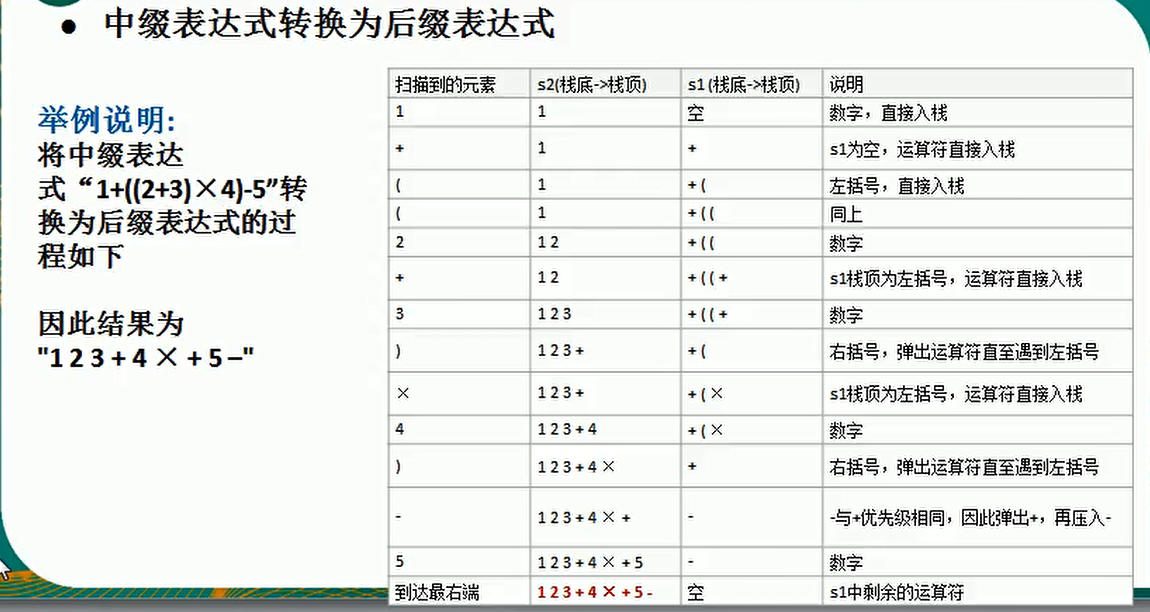 ● 中缀表达式转换为后缀表达式
举例说明:
将中缀表达
式“1+((2+3)×4)-5”转
换为后缀表达式的过
程如下
因此结果为
"1 2 3 + 4 × + 5 –"
扫描到的元素 s2(栈底->栈顶) s1 (栈底->栈顶) 说明
1 1 空 数字，直接入栈
+ 1 + s1为空，运算符直接入栈
( 1 + ( 左括号，直接入栈
( 1 + ( ( 同上
2 1 2 + ( ( 数字
+ 1 2 + ( ( + s1栈顶为左括号，运算符直接入栈
3 1 2 3 + ( ( + 数字
) 1 2 3 + + ( 右括号，弹出运算符直至遇到左括号
× 1 2 3 + + ( × s1栈顶为左括号，运算符直接入栈
4 1 2 3 + 4 + ( × 数字
) 1 2 3 + 4 × + 右括号，弹出运算符直至遇到左括号
- 1 2 3 + 4 × + - -与+优先级相同，因此弹出+，再压入-
5 1 2 3 + 4 × + 5 - 数字
到达最右端 1 2 3 + 4 × + 5 - 空 s1中剩余的运算符